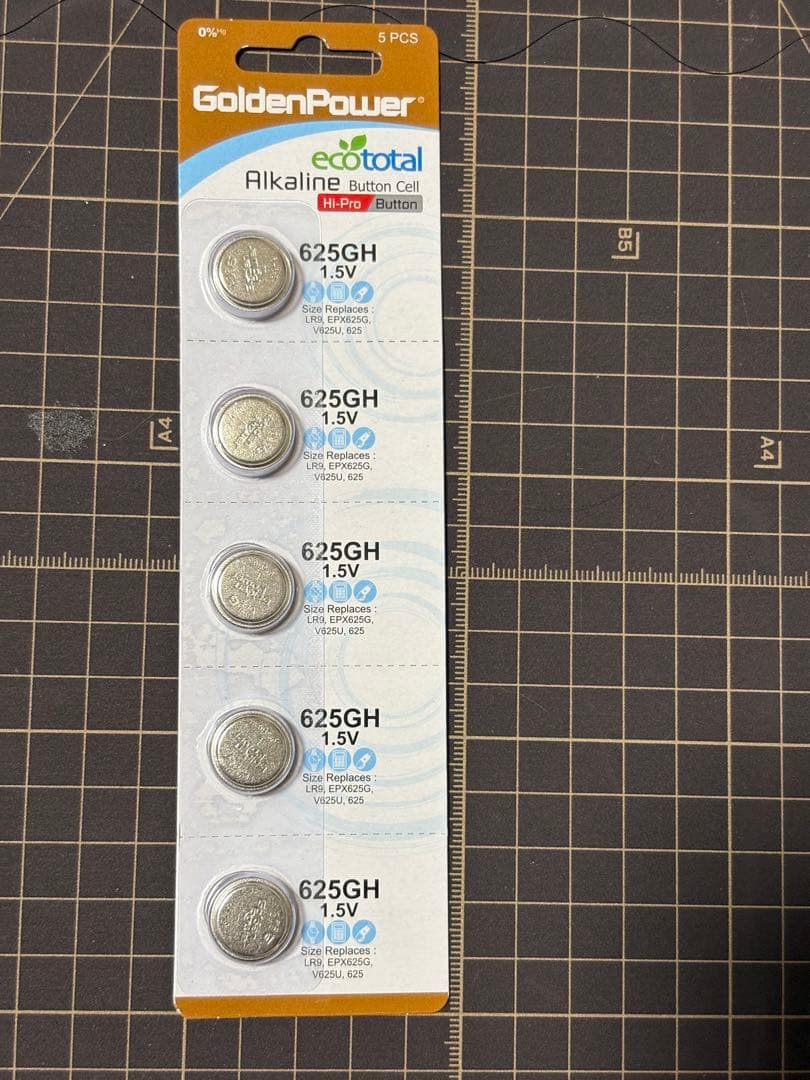 0%Hg
5 PCS
GoldenPower®
ecototal
Alkaline Button Cell
Hi-Pro Button
625GH
1.5V
Size Replaces :
LR9, EPX625G,
V625U, 625
625GH
1.5V
Size Replaces :
LR9, EPX625G,
V625U, 625
625GH
1.5V
Size Replaces :
LR9, EPX625G,
V625U, 625
625GH
1.5V
Size Replaces :
LR9, EPX625G,
V625U, 625
625GH
1.5V
Size Replaces :
LR9, EPX625G,
V625U, 625
B5
A4
A4